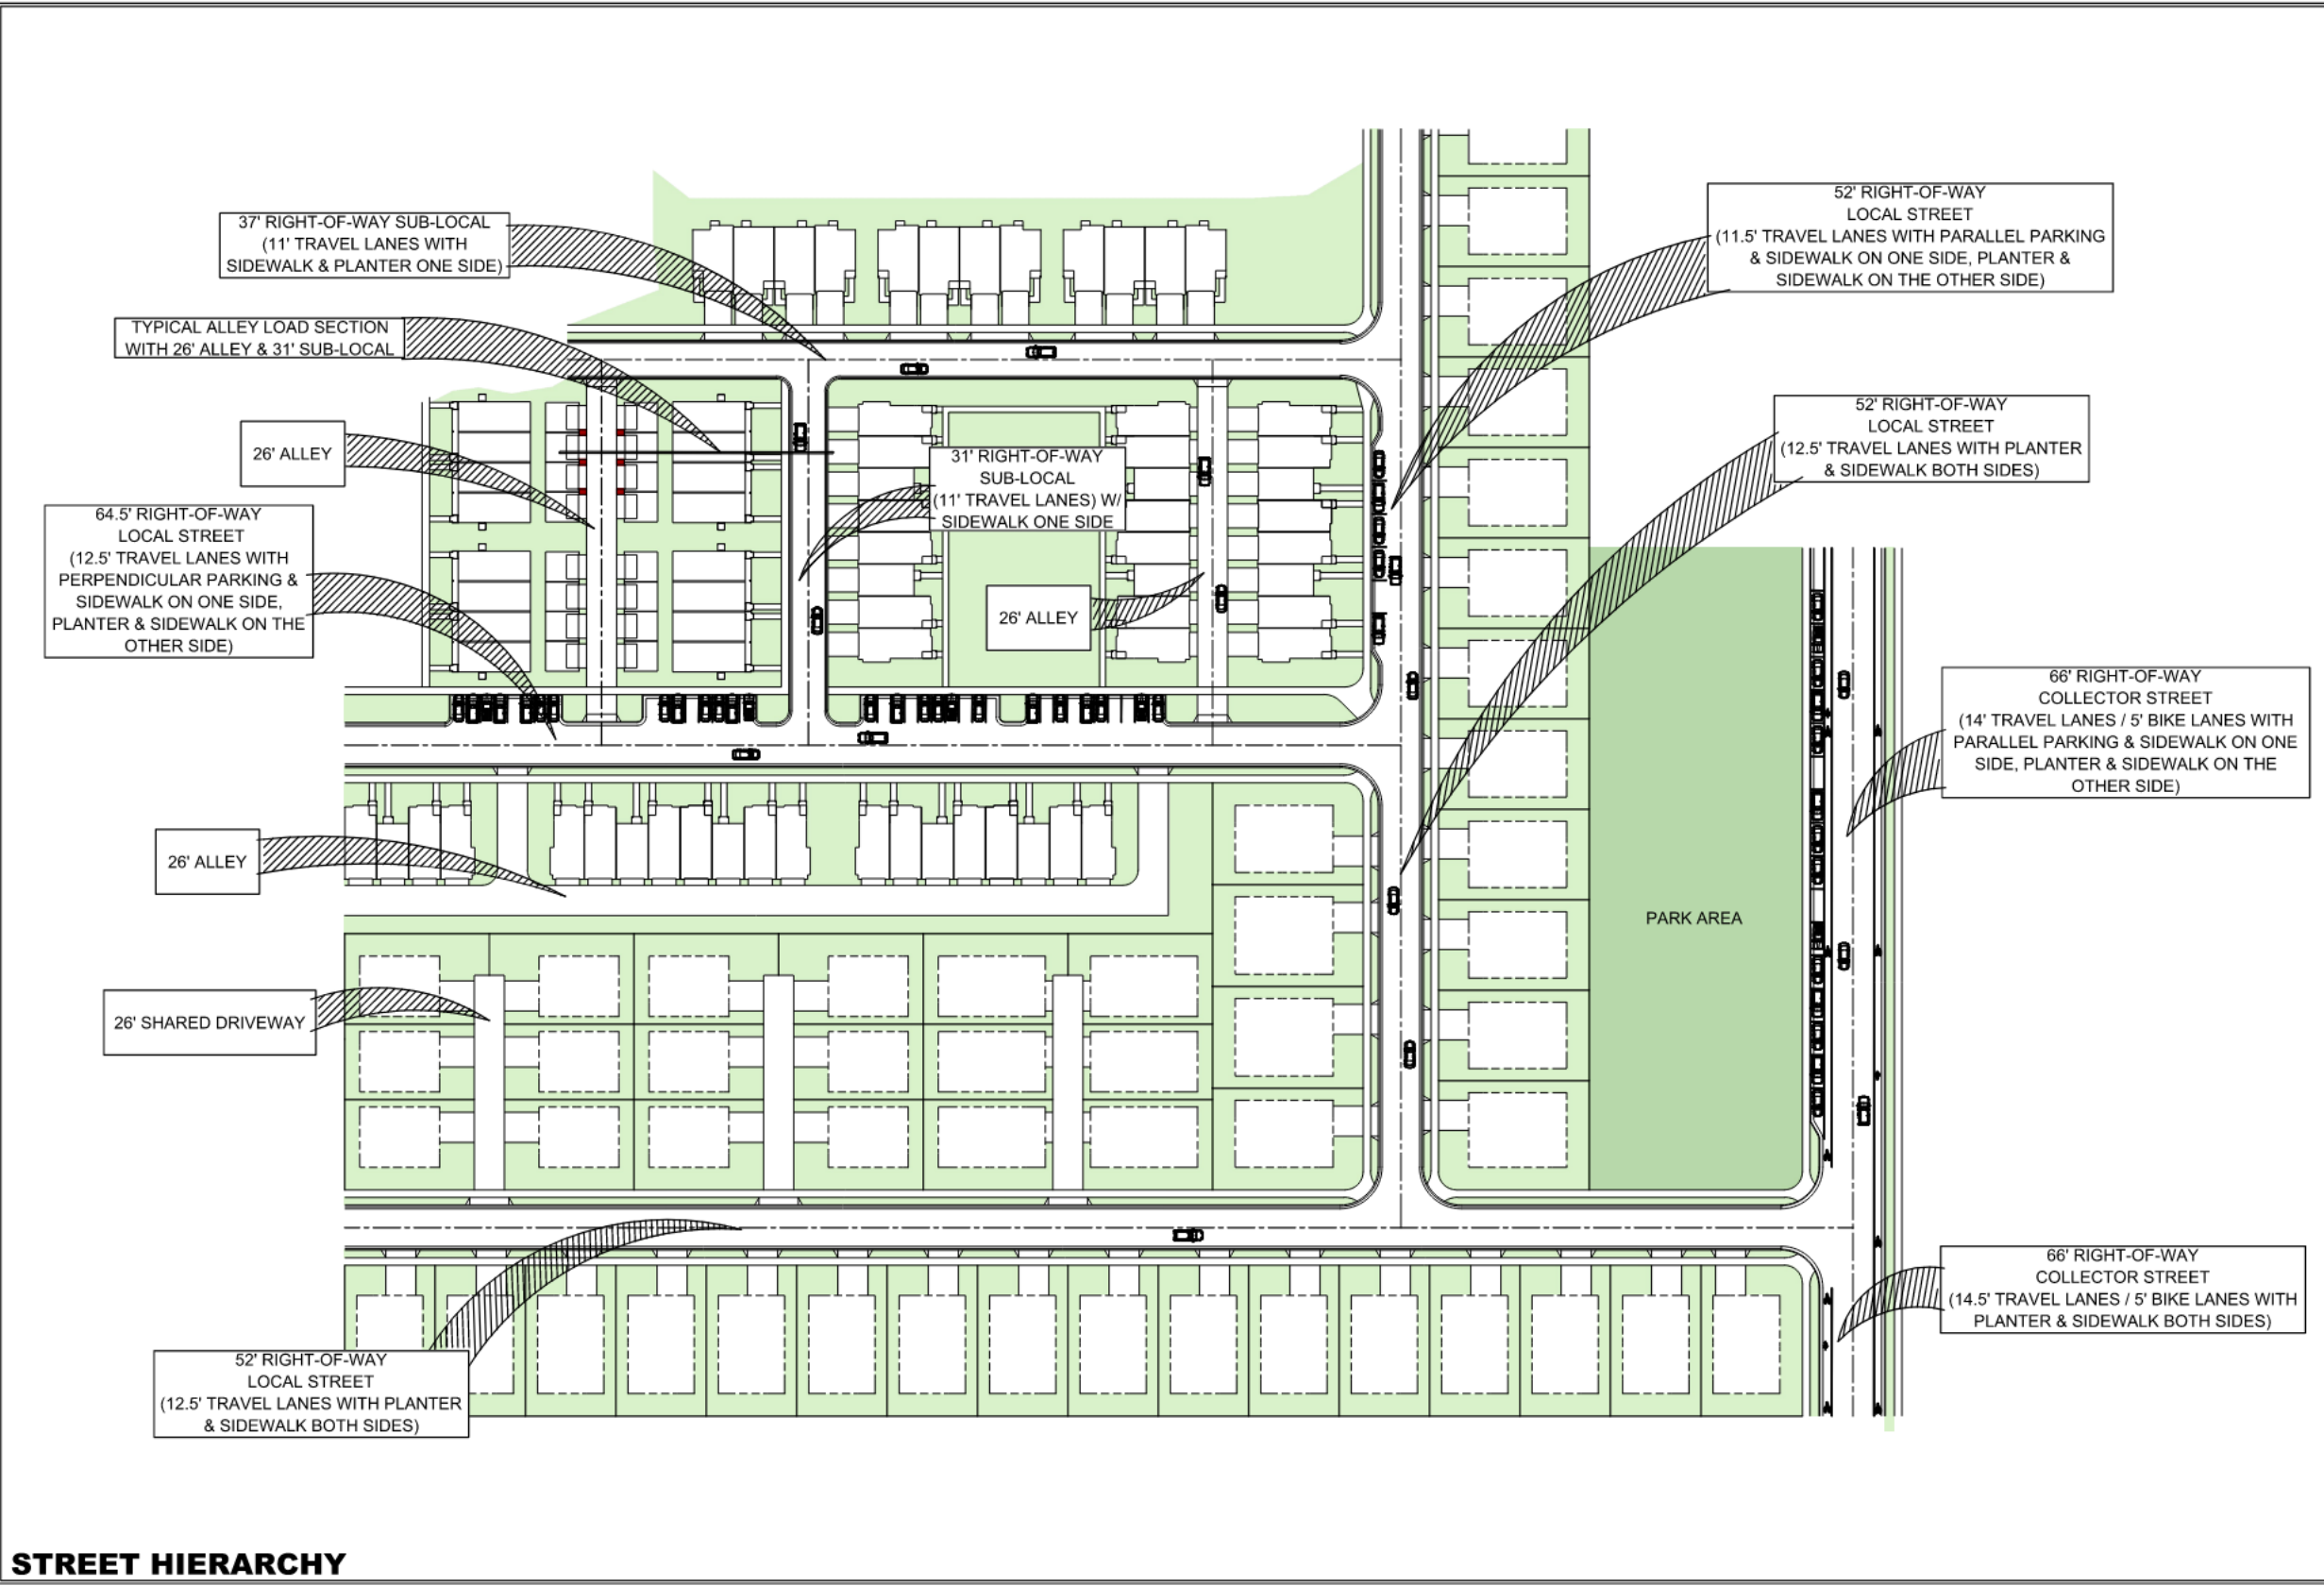 37' RIGHT-OF-WAY SUB-LOCAL
(11' TRAVEL LANES WITH
SIDEWALK & PLANTER ONE SIDE)
TYPICAL ALLEY LOAD SECTION
WITH 26' ALLEY & 31' SUB-LOCAL
26' ALLEY
64.5' RIGHT-OF-WAY
LOCAL STREET
(12.5' TRAVEL LANES WITH
PERPENDICULAR PARKING &
SIDEWALK ON ONE SIDE,
PLANTER & SIDEWALK ON THE
OTHER SIDE)
31' RIGHT-OF-WAY
SUB-LOCAL
(11' TRAVEL LANES) W/
SIDEWALK ONE SIDE
26' ALLEY
52' RIGHT-OF-WAY
LOCAL STREET
(11.5' TRAVEL LANES WITH PARALLEL PARKING
& SIDEWALK ON ONE SIDE, PLANTER &
SIDEWALK ON THE OTHER SIDE)
52' RIGHT-OF-WAY
LOCAL STREET
(12.5' TRAVEL LANES WITH PLANTER
& SIDEWALK BOTH SIDES)
66' RIGHT-OF-WAY
COLLECTOR STREET
(14' TRAVEL LANES / 5' BIKE LANES WITH
PARALLEL PARKING & SIDEWALK ON ONE
SIDE, PLANTER & SIDEWALK ON THE
OTHER SIDE)
26' ALLEY
PARK AREA
26' SHARED DRIVEWAY
66' RIGHT-OF-WAY
COLLECTOR STREET
(14.5' TRAVEL LANES / 5' BIKE LANES WITH
PLANTER & SIDEWALK BOTH SIDES)
52' RIGHT-OF-WAY
LOCAL STREET
(12.5' TRAVEL LANES WITH PLANTER
& SIDEWALK BOTH SIDES)
STREET HIERARCHY